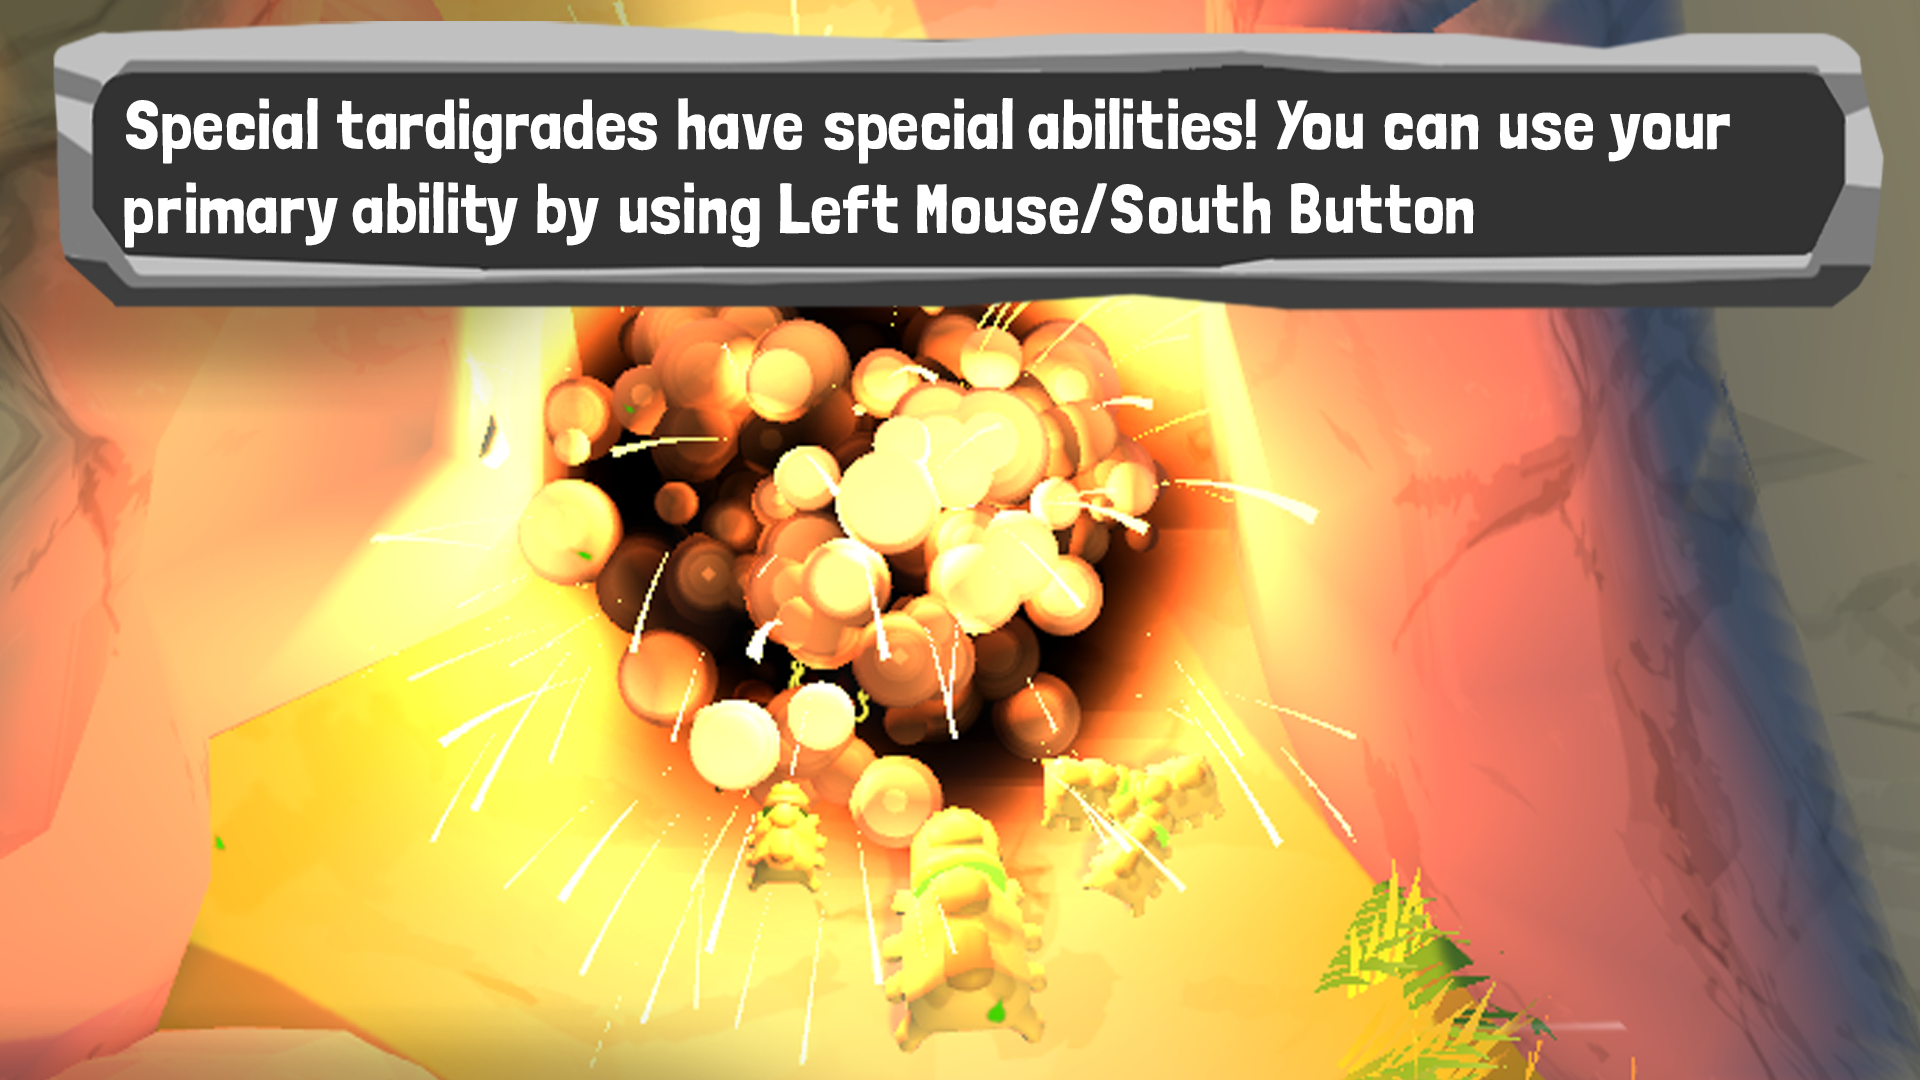 Special tardigrades have special abilities! You can use your
primary ability by using Left Mouse/South Button